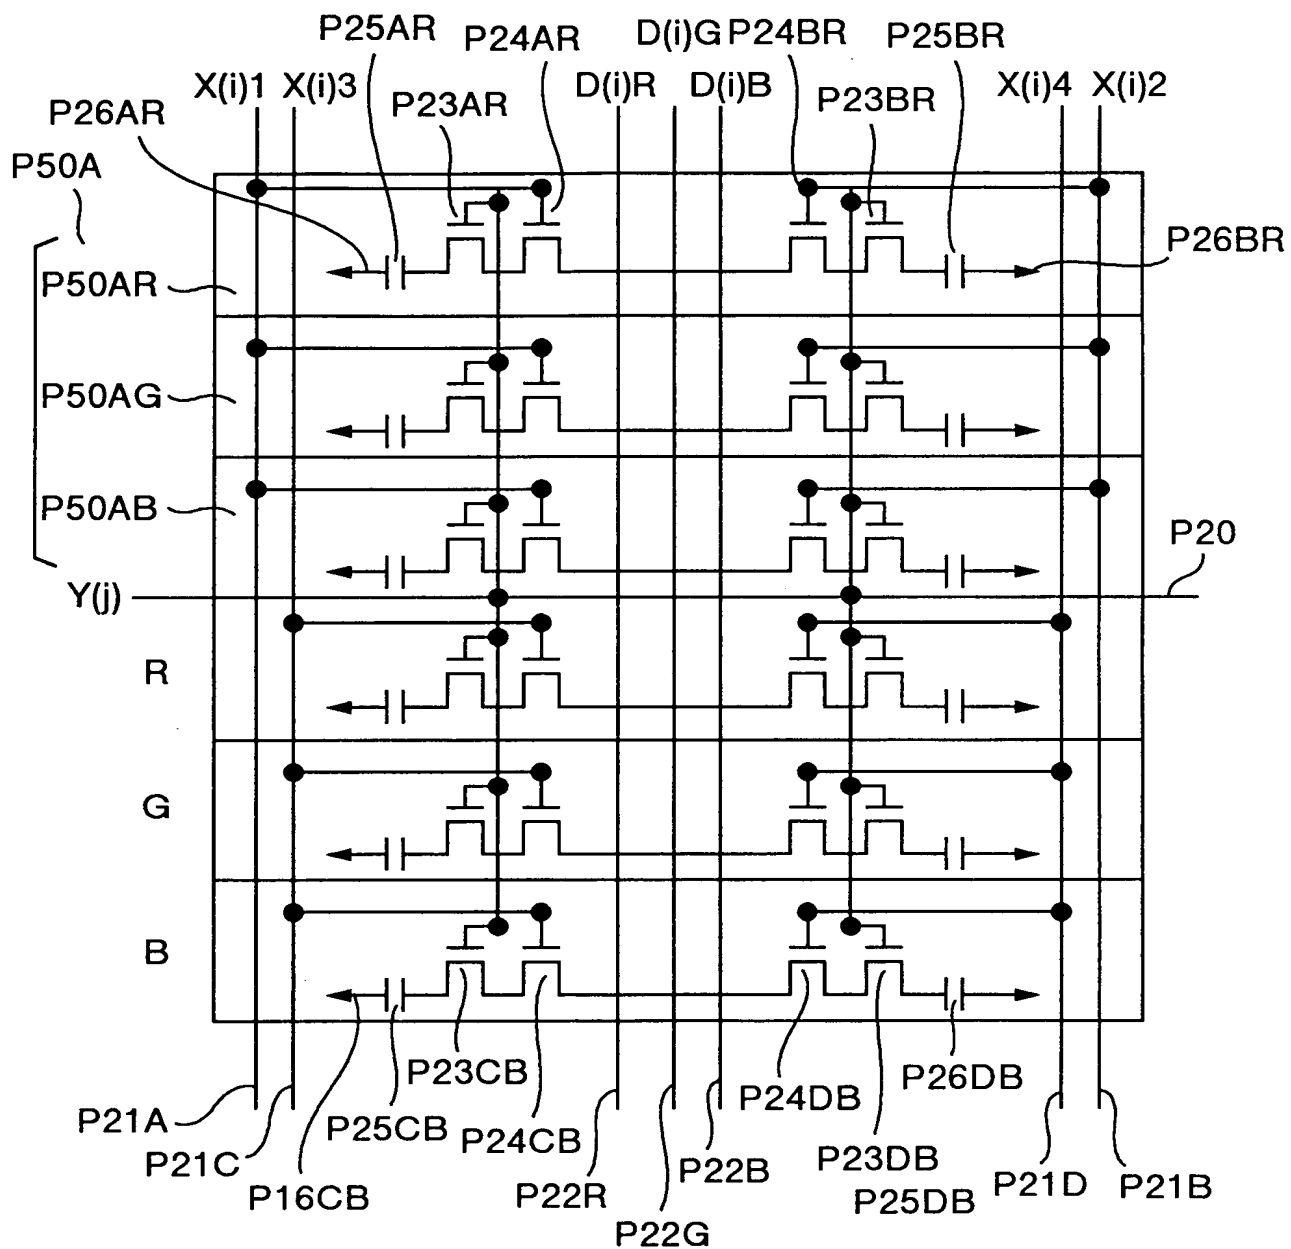 P25AR P24AR D(i)G P24BR P25BR
X(i)1 X(i)3 P23AR D(i)R D(i)B P23BR X(i)4 X(i)2
P26AR
P50A
P26BR
P50AR
P50AG
P50AB
P20
Y(j)
R
G
B
P23CB P26DB
P24DB
P21A P25CB P24CB
P21C P22B P23DB
P16CB P22R P25DB P21D P21B
P22G